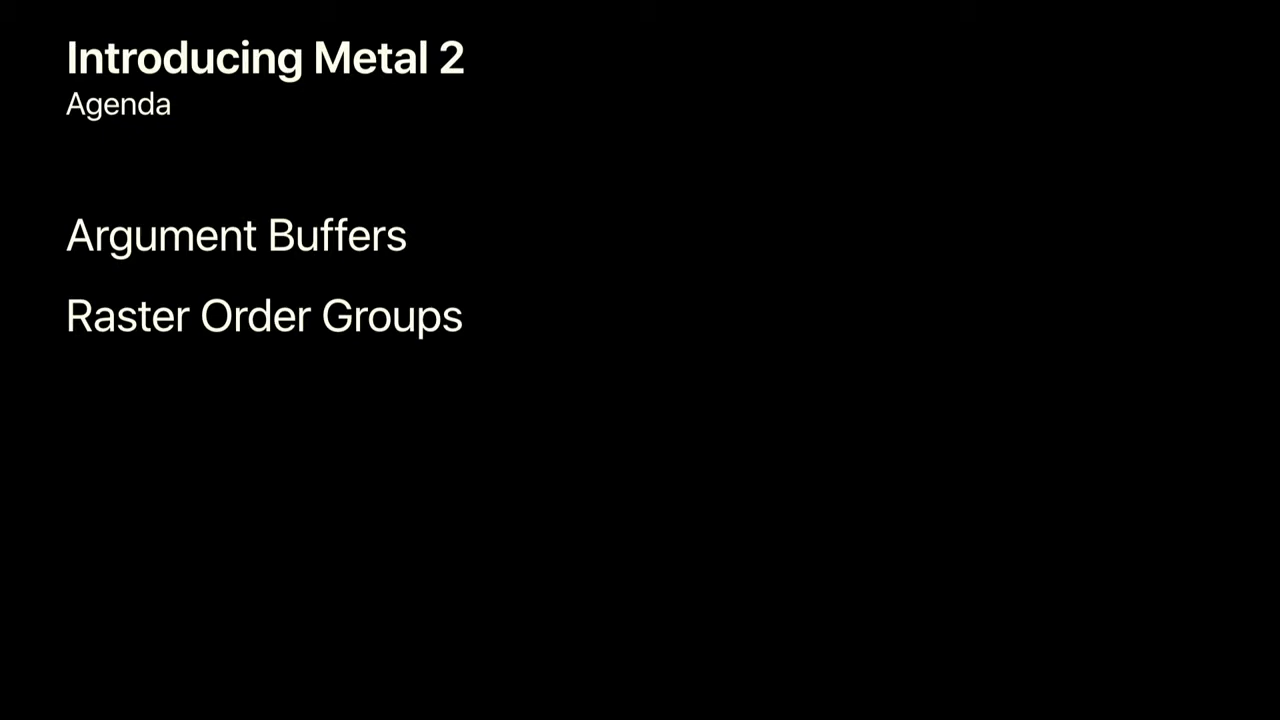 Introducing Metal 2
Agenda
Argument Buffers
Raster Order Groups